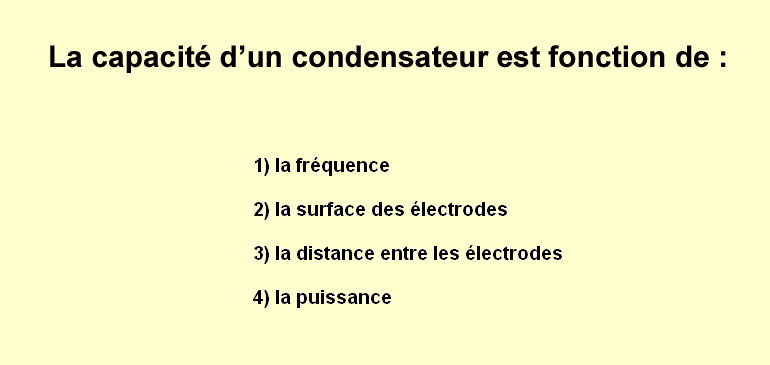 La capacité d’un condensateur est fonction de :
1) la fréquence
2) la surface des électrodes
3) la distance entre les électrodes
4) la puissance